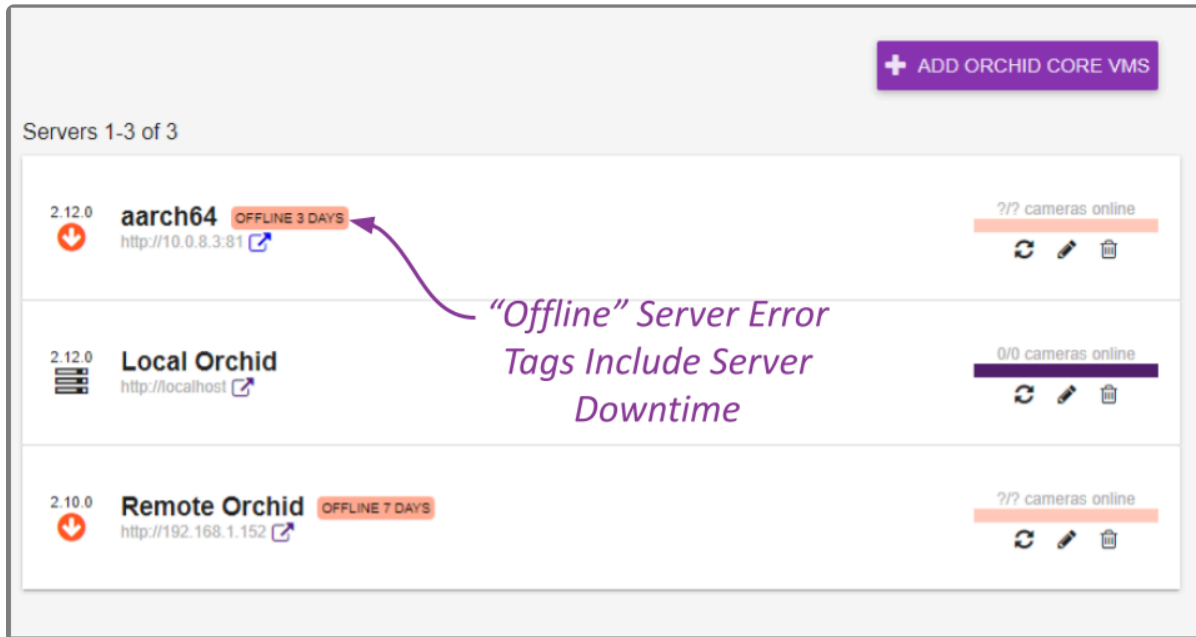 ADD ORCHID CORE VMS
Servers 1-3 of 3
2.12.0
aarch64 OFFLINE 3 DAYS
http://10.0.8.3:81
?/? cameras online
“Offline” Server Error
Tags Include Server
Downtime
2.12.0
Local Orchid
http://localhost
0/0 cameras online
2.10.0
Remote Orchid OFFLINE 7 DAYS
http://192.168.1.152
?/? cameras online